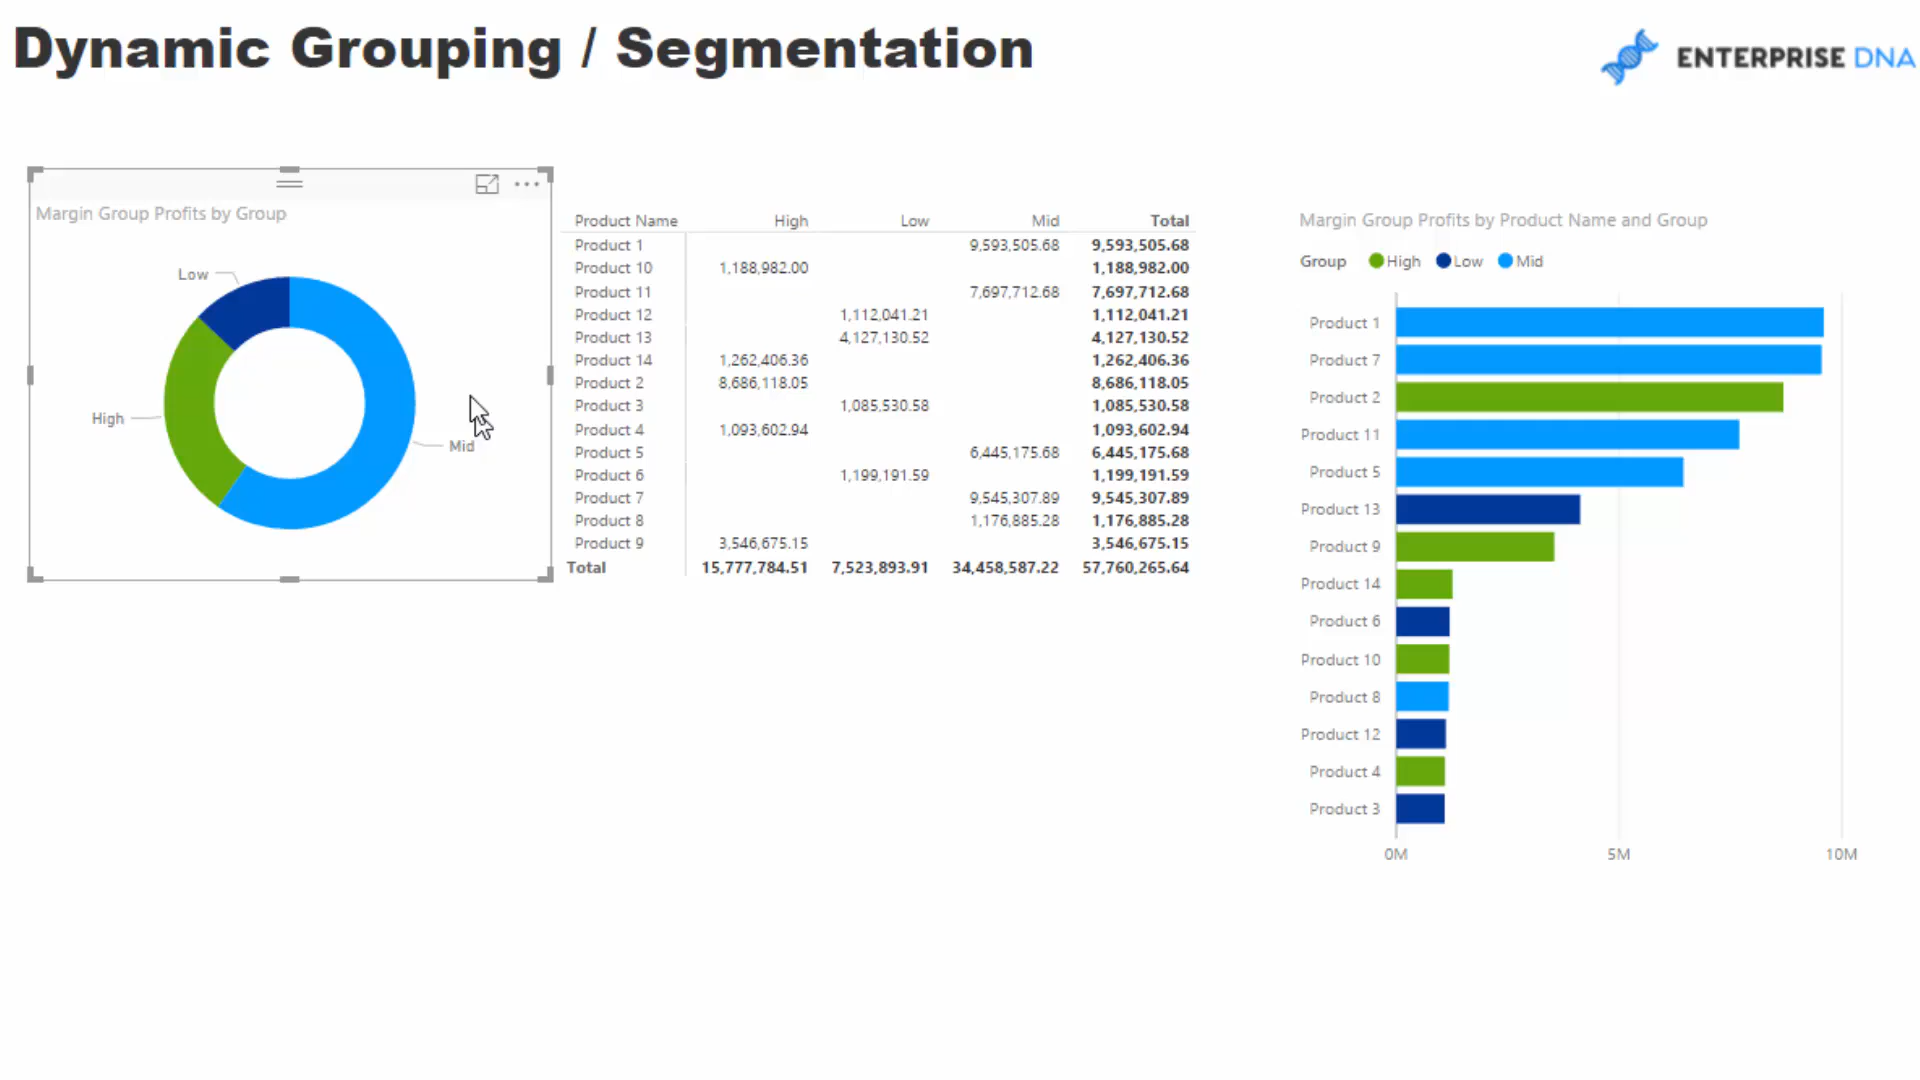 Dynamic Grouping / Segmentation
ENTERPRISE DNA
Margin Group Profits by Group
Low
High
Mid
Product Name High Low Mid Total
Product 1 9,593,505.68 9,593,505.68
Product 10 1,188,982.00 1,188,982.00
Product 11 7,697,712.68 7,697,712.68
Product 12 1,112,041.21 1,112,041.21
Product 13 4,127,130.52 4,127,130.52
Product 14 1,262,406.36 1,262,406.36
Product 2 8,686,118.05 8,686,118.05
Product 3 1,085,530.58 1,085,530.58
Product 4 1,093,602.94 1,093,602.94
Product 5 6,445,175.68 6,445,175.68
Product 6 1,199,191.59 1,199,191.59
Product 7 9,545,307.89 9,545,307.89
Product 8 1,176,885.28 1,176,885.28
Product 9 3,546,675.15 3,546,675.15
Total 15,777,784.51 7,523,893.91 34,458,587.22 57,760,265.64
Margin Group Profits by Product Name and Group
Group High Low Mid
Product 1
Product 7
Product 2
Product 11
Product 5
Product 13
Product 9
Product 14
Product 6
Product 10
Product 8
Product 12
Product 4
Product 3
0M 5M 10M